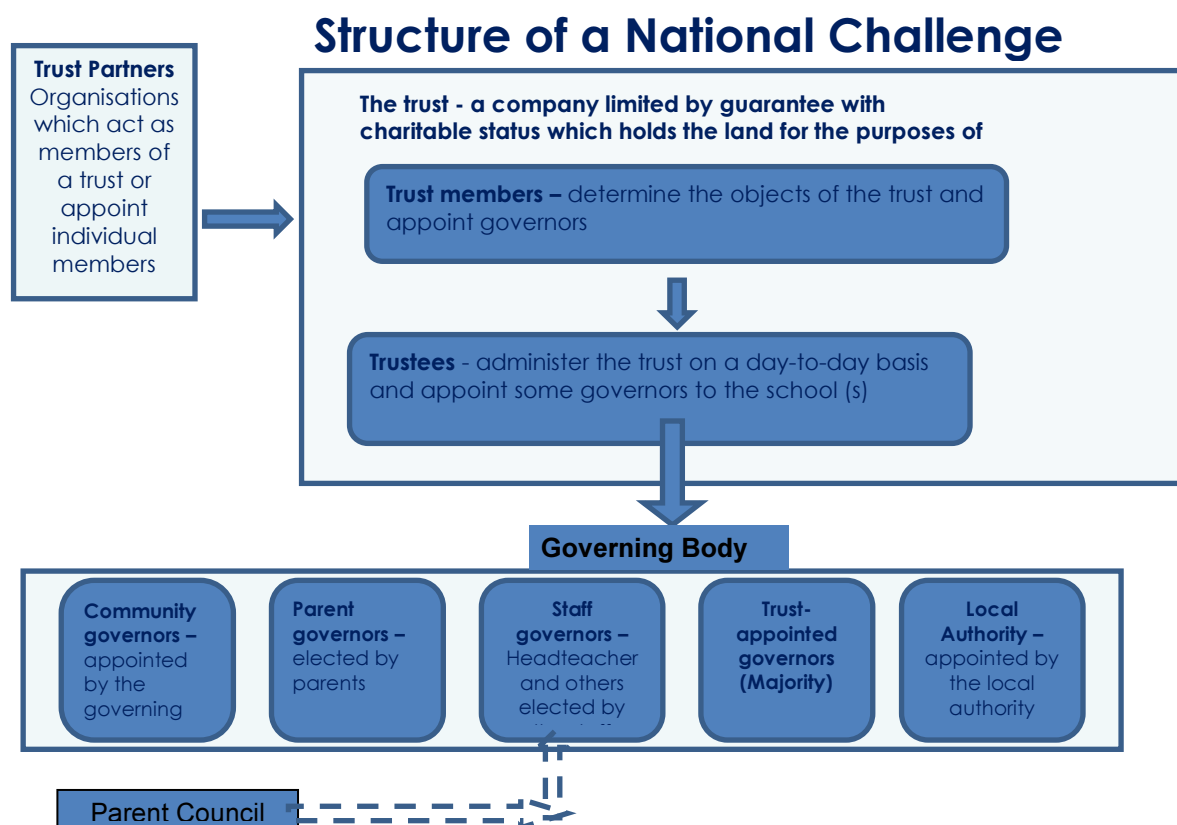 Structure of a National Challenge
Trust Partners
Organisations
which act as
members of
a trust or
appoint
individual
members
The trust - a company limited by guarantee with
charitable status which holds the land for the purposes of
Trust members – determine the objects of the trust and
appoint governors
Trustees - administer the trust on a day-to-day basis
and appoint some governors to the school (s)
Governing Body
Community
governors –
appointed
by the
governing
Parent
governors –
elected by
parents
Staff
governors –
Headteacher
and others
elected by
Trust-
appointed
governors
(Majority)
Local
Authority –
appointed by
the local
authority
Parent Council